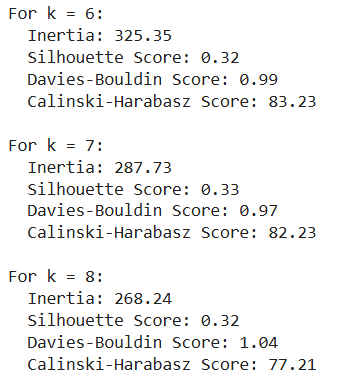 For k = 6:
  Inertia: 325.35
  Silhouette Score: 0.32
  Davies-Bouldin Score: 0.99
  Calinski-Harabasz Score: 83.23

For k = 7:
  Inertia: 287.73
  Silhouette Score: 0.33
  Davies-Bouldin Score: 0.97
  Calinski-Harabasz Score: 82.23

For k = 8:
  Inertia: 268.24
  Silhouette Score: 0.32
  Davies-Bouldin Score: 1.04
  Calinski-Harabasz Score: 77.21